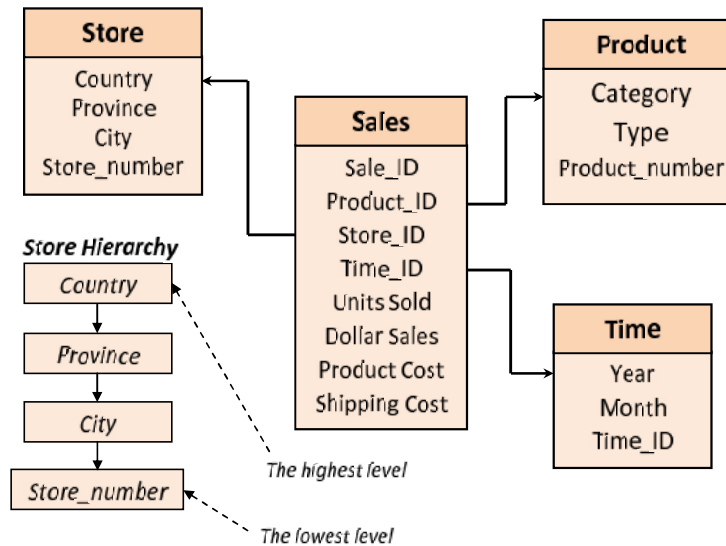 Store
Country
Province
City
Store_number
Sales
Sale_ID
Product_ID
Store_ID
Time_ID
Units Sold
Dollar Sales
Product Cost
Shipping Cost
Product
Category
Type
Product_number
Time
Year
Month
Time_ID
Store Hierarchy
Country
Province
City
Store_number
The highest level
The lowest level